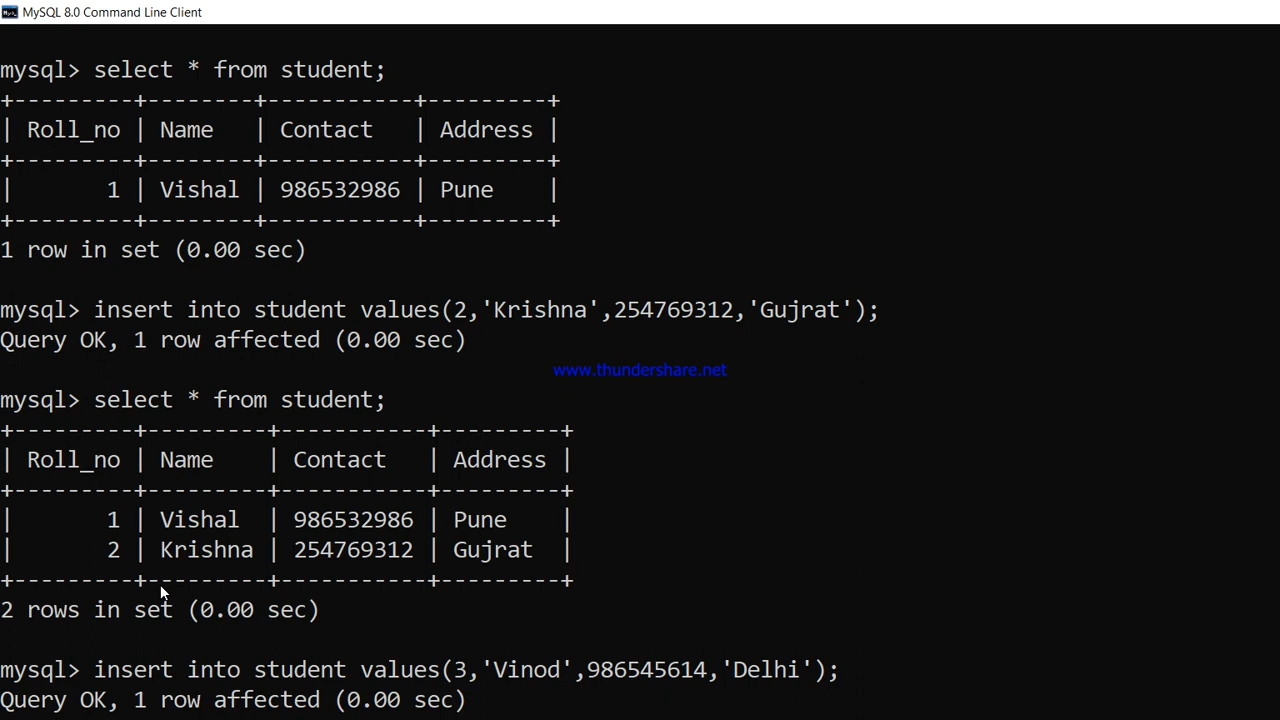 MySQL 8.0 Command Line Client
mysql> select * from student;
+---------+--------+-----------+---------+
| Roll_no | Name   | Contact   | Address |
+---------+--------+-----------+---------+
|       1 | Vishal | 986532986 | Pune    |
+---------+--------+-----------+---------+
1 row in set (0.00 sec)
mysql> insert into student values(2,'Krishna',254769312,'Gujrat');
Query OK, 1 row affected (0.00 sec)
www.thundershare.net
mysql> select * from student;
+---------+---------+-----------+---------+
| Roll_no | Name    | Contact   | Address |
+---------+---------+-----------+---------+
|       1 | Vishal  | 986532986 | Pune    |
|       2 | Krishna | 254769312 | Gujrat  |
+---------+---------+-----------+---------+
2 rows in set (0.00 sec)
mysql> insert into student values(3,'Vinod',986545614,'Delhi');
Query OK, 1 row affected (0.00 sec)